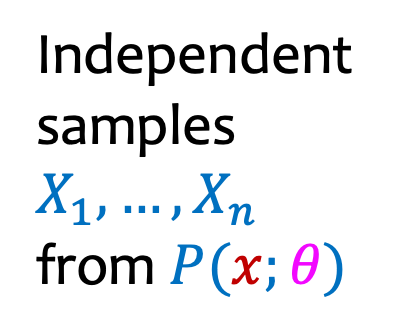 Independent
samples
X₁, …, Xₙ
from P(x; θ)